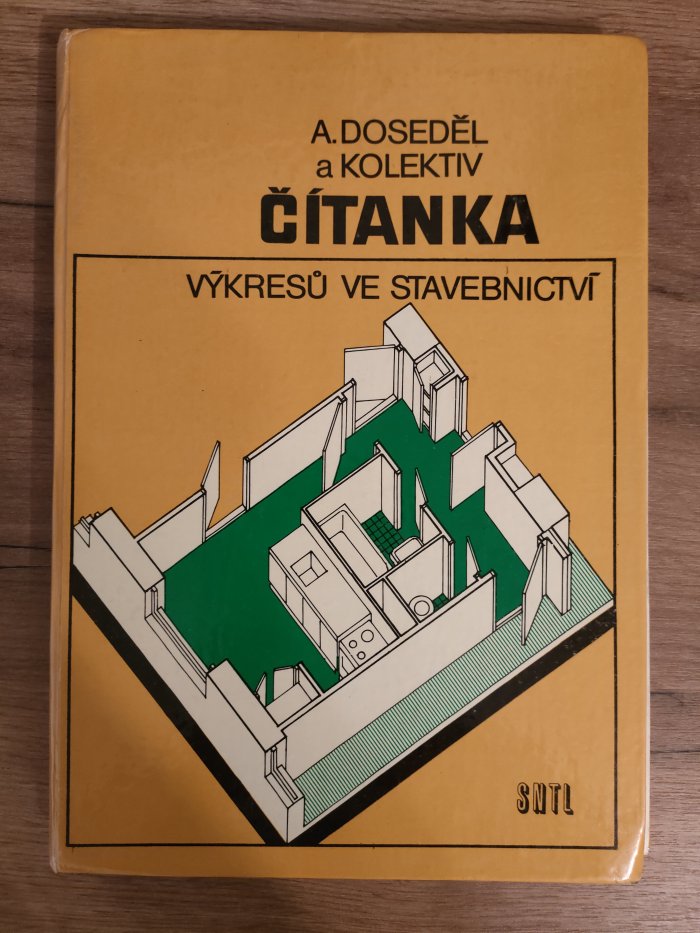 A. DOSEDĚL
a KOLEKTIV
ČÍTANKA
VÝKRESŮ VE STAVEBNICTVÍ
SNTL